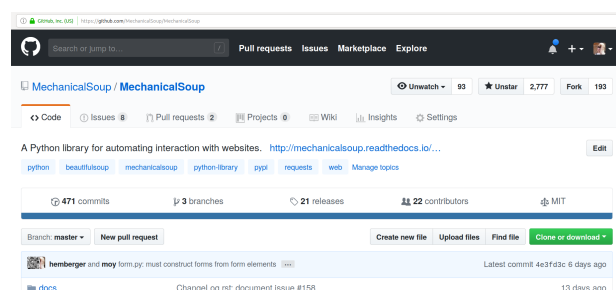 GitHub, Inc. (US) https://github.com/MechanicalSoup/MechanicalSoup
Search or jump to... / Pull requests Issues Marketplace Explore
MechanicalSoup / MechanicalSoup Unwatch 93 Unstar 2,777 Fork 193
Code Issues 8 Pull requests 2 Projects 0 Wiki Insights Settings
A Python library for automating interaction with websites. http://mechanicalsoup.readthedocs.io/… Edit
python beautifulsoup mechanicalsoup python-library pypi requests web Manage topics
471 commits 3 branches 21 releases 22 contributors MIT
Branch: master New pull request Create new file Upload files Find file Clone or download
hemberger and moy form.py: must construct forms from form elements ... Latest commit 4e3fd3c 6 days ago
docs ChangeLog.rst: document issue #158 13 days ago